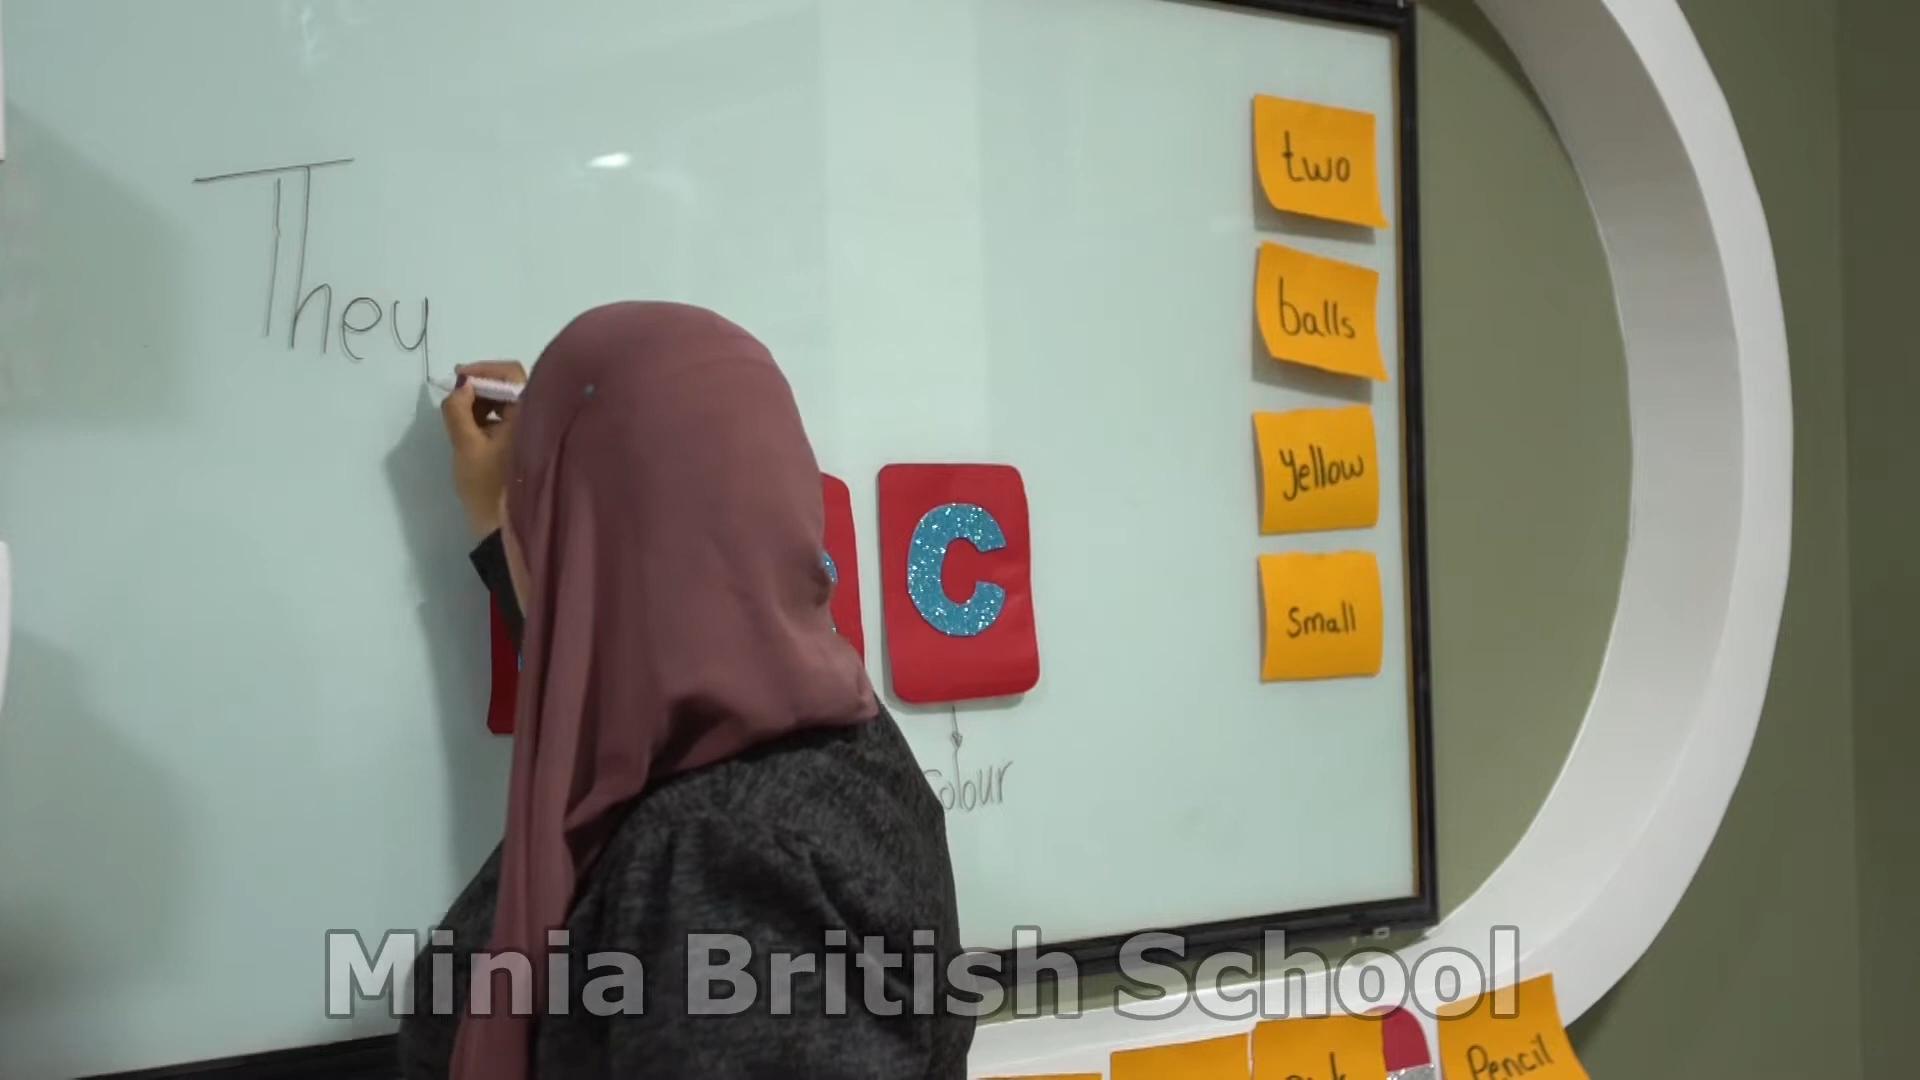 They
two
balls
yellow
small
C
colour
Minia British School
Pencil